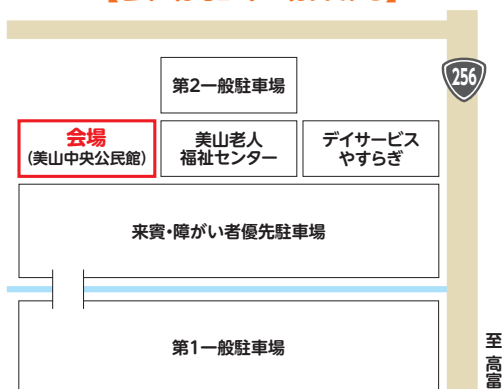 第2一般駐車場
256
会場
(美山中央公民館)
美山老人
福祉センター
デイサービス
やすらぎ
来賓・障がい者優先駐車場
第1一般駐車場
至高富